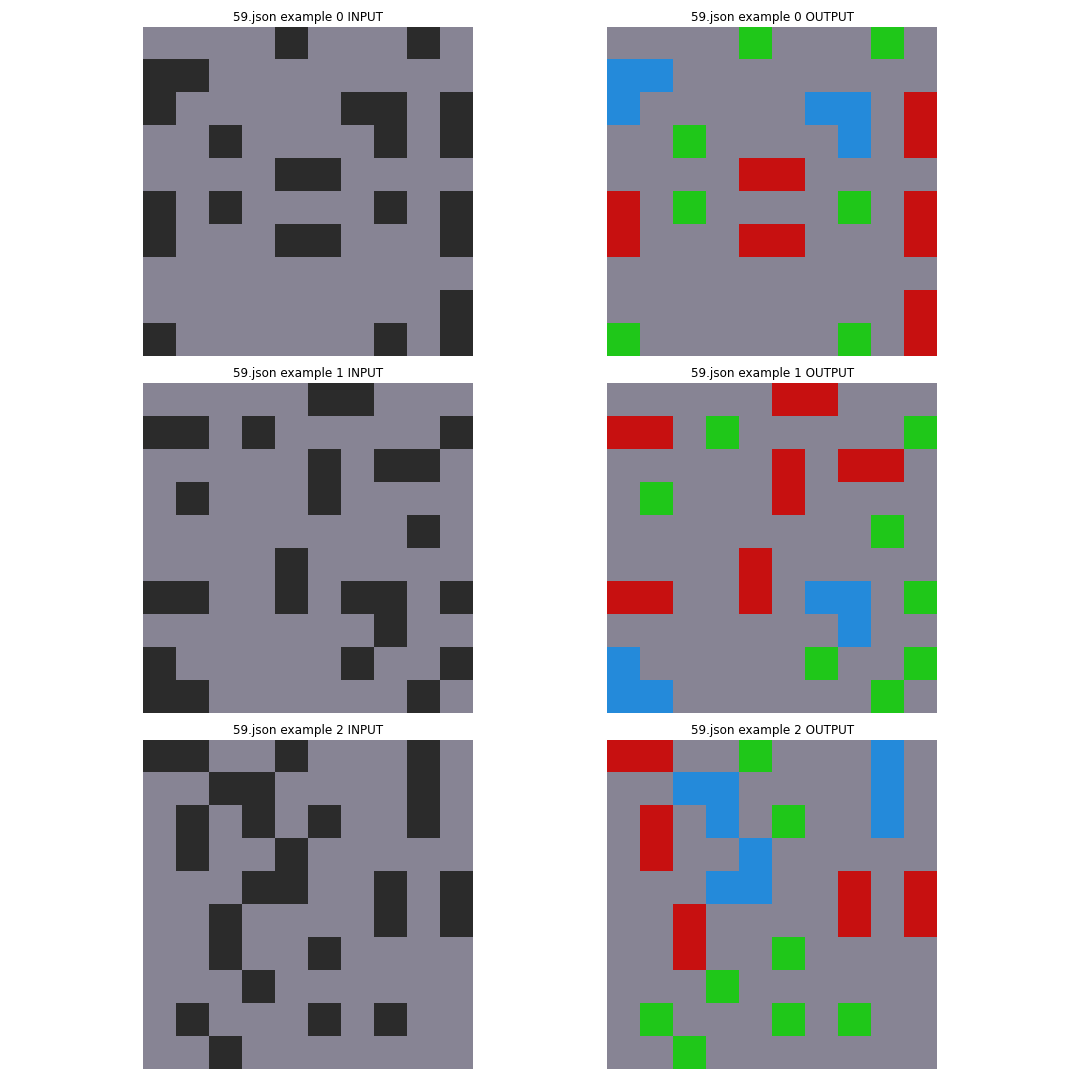 59.json example 0 INPUT
59.json example 0 OUTPUT
59.json example 1 INPUT
59.json example 1 OUTPUT
59.json example 2 INPUT
59.json example 2 OUTPUT